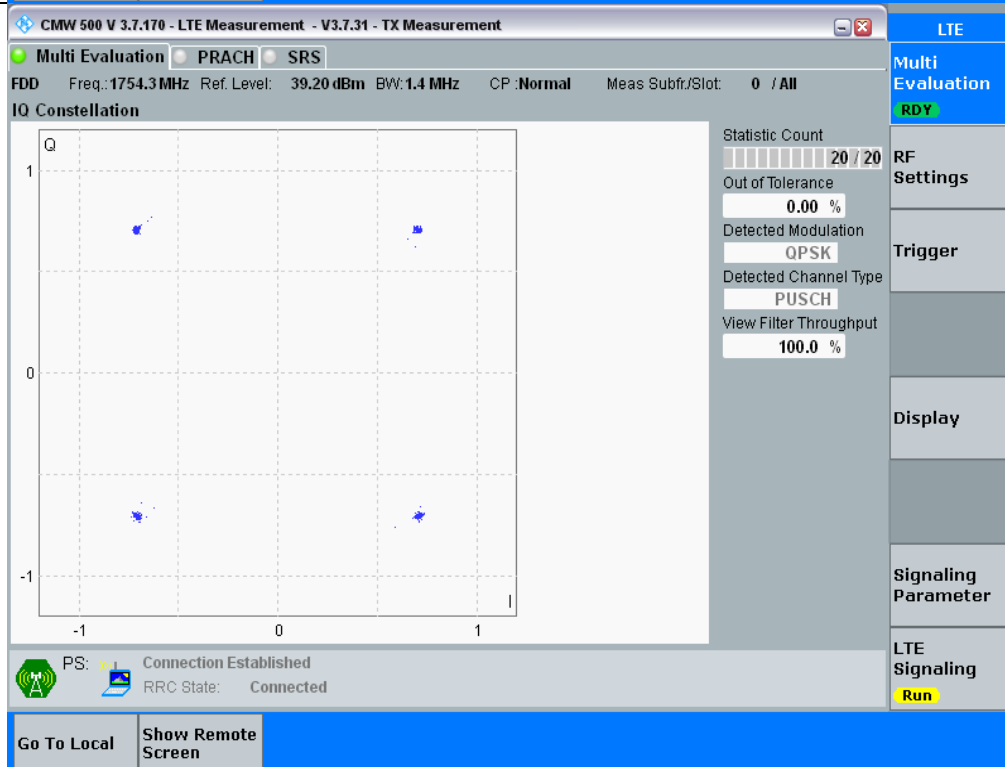 CMW 500 V 3.7.170 - LTE Measurement - V3.7.31 - TX Measurement
LTE
Multi Evaluation PRACH SRS
Multi
Evaluation
RDY
FDD Freq.:1754.3 MHz Ref. Level: 39.20 dBm BW:1.4 MHz CP :Normal Meas Subfr./Slot: 0 / All
IQ Constellation
Q
1
0
-1
I
-1 0 1
Statistic Count
20 / 20
Out of Tolerance
0.00 %
Detected Modulation
QPSK
Detected Channel Type
PUSCH
View Filter Throughput
100.0 %
RF
Settings
Trigger
Display
Signaling
Parameter
LTE
Signaling
Run
PS: Connection Established
RRC State: Connected
Go To Local
Show Remote
Screen